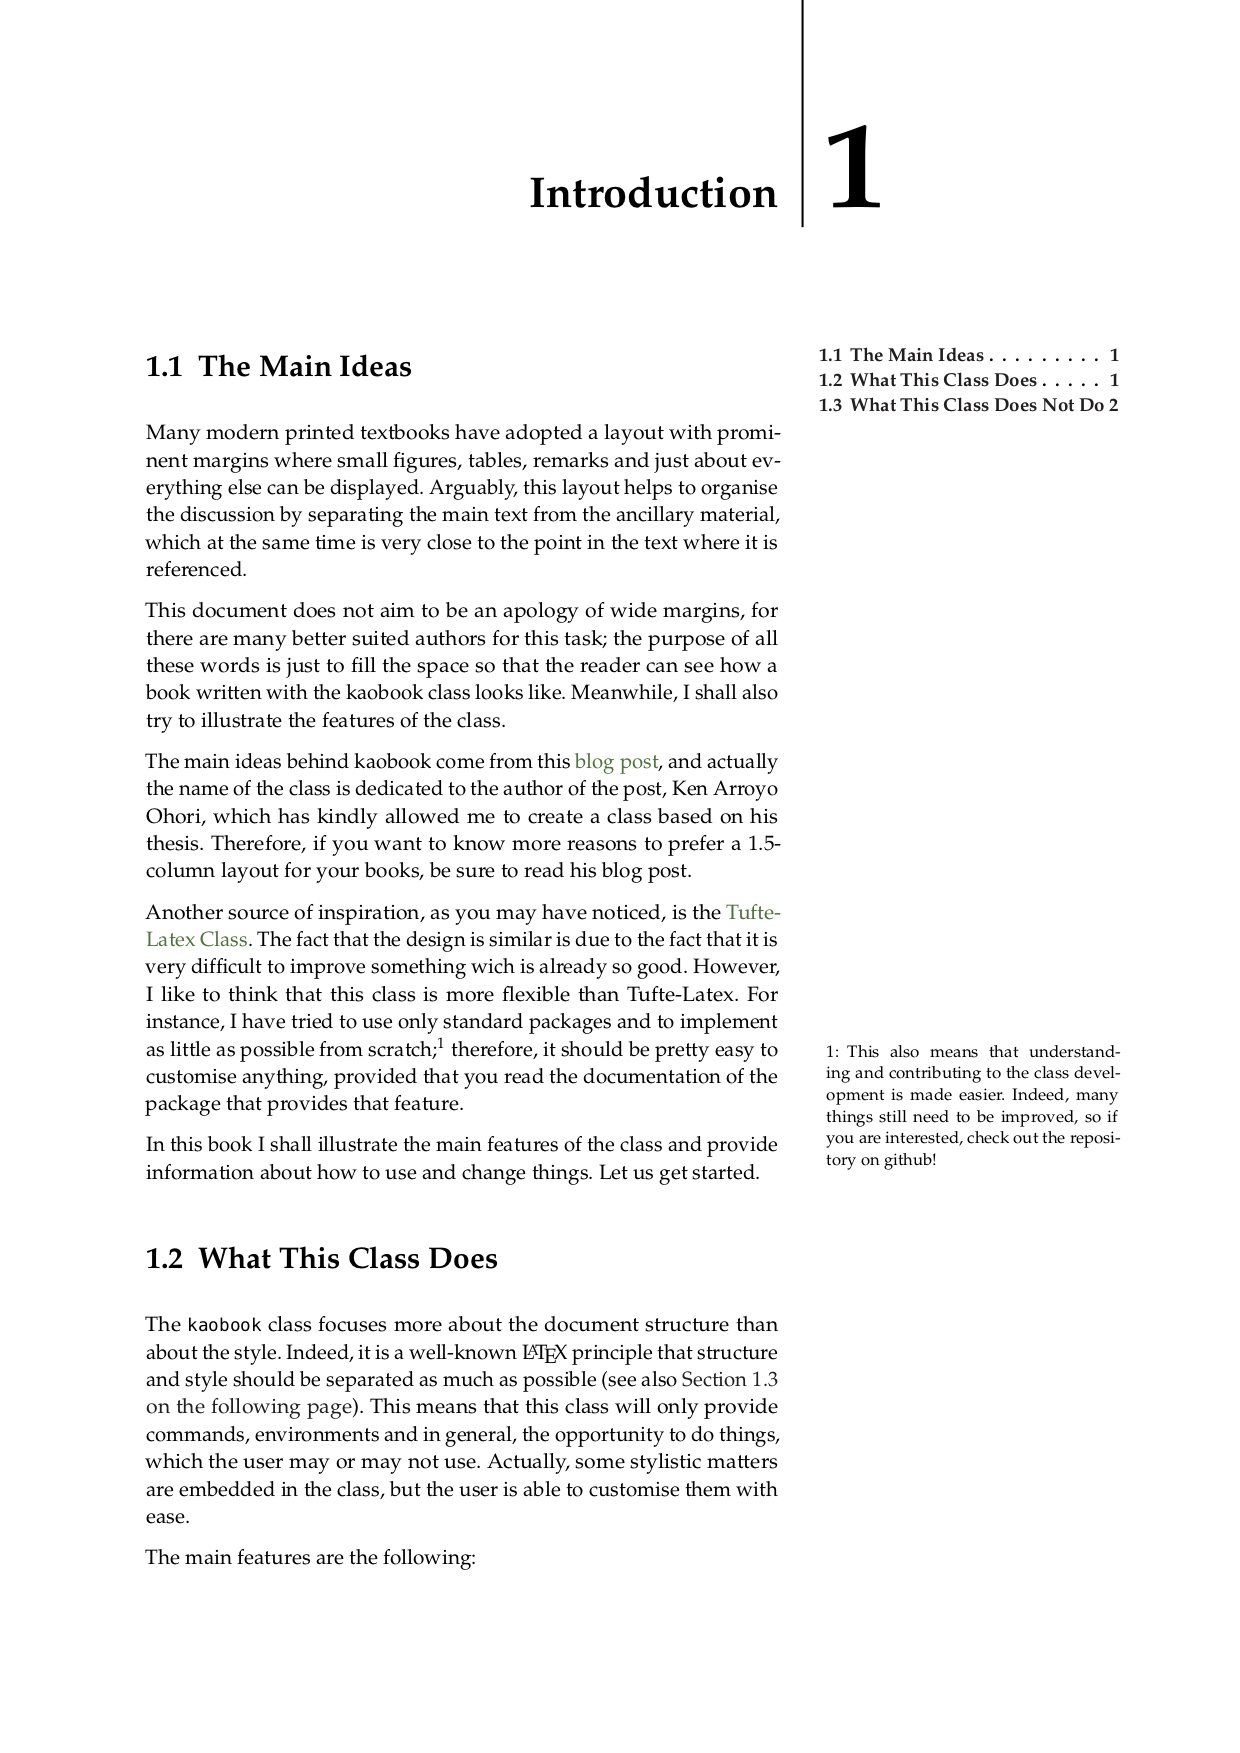 Introduction
1
1.1 The Main Ideas
Many modern printed textbooks have adopted a layout with promi-
nent margins where small figures, tables, remarks and just about ev-
erything else can be displayed. Arguably, this layout helps to organise
the discussion by separating the main text from the ancillary material,
which at the same time is very close to the point in the text where it is
referenced.
This document does not aim to be an apology of wide margins, for
there are many better suited authors for this task; the purpose of all
these words is just to fill the space so that the reader can see how a
book written with the kaobook class looks like. Meanwhile, I shall also
try to illustrate the features of the class.
The main ideas behind kaobook come from this blog post, and actually
the name of the class is dedicated to the author of the post, Ken Arroyo
Ohori, which has kindly allowed me to create a class based on his
thesis. Therefore, if you want to know more reasons to prefer a 1.5-
column layout for your books, be sure to read his blog post.
Another source of inspiration, as you may have noticed, is the Tufte-
Latex Class. The fact that the design is similar is due to the fact that it is
very difficult to improve something wich is already so good. However,
I like to think that this class is more flexible than Tufte-Latex. For
instance, I have tried to use only standard packages and to implement
as little as possible from scratch;1 therefore, it should be pretty easy to
customise anything, provided that you read the documentation of the
package that provides that feature.
In this book I shall illustrate the main features of the class and provide
information about how to use and change things. Let us get started.
1.2 What This Class Does
The kaobook class focuses more about the document structure than
about the style. Indeed, it is a well-known LATEX principle that structure
and style should be separated as much as possible (see also Section 1.3
on the following page). This means that this class will only provide
commands, environments and in general, the opportunity to do things,
which the user may or may not use. Actually, some stylistic matters
are embedded in the class, but the user is able to customise them with
ease.
The main features are the following:
1.1 The Main Ideas . . . . . . . . . 1
1.2 What This Class Does . . . . . 1
1.3 What This Class Does Not Do 2
1: This also means that understand-
ing and contributing to the class devel-
opment is made easier. Indeed, many
things still need to be improved, so if
you are interested, check out the reposi-
tory on github!